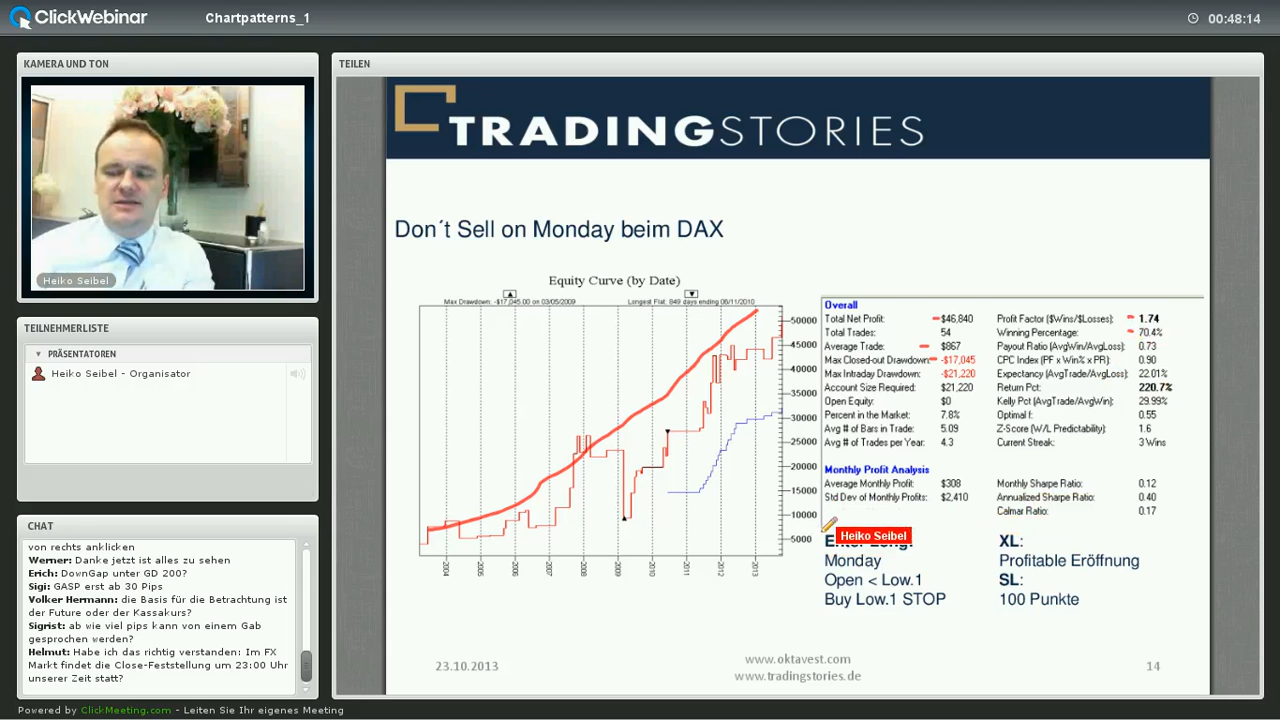 ClickWebinar
Chartpatterns_1
00:48:14
KAMERA UND TON
Heiko Seibel
TEILNEHMERLISTE
PRÄSENTATOREN
Heiko Seibel - Organisator
CHAT
von rechts anklicken
Werner: Danke jetzt ist alles zu sehen
Erich: DownGap unter GD 200?
Sigi: GASP erst ab 30 Pips
Volker Hermann: die Basis für die Betrachtung ist
der Future oder der Kassakurs?
Sigrist: ab wie viel pips kann von einem Gab
gesprochen werden?
Helmut: Habe ich das richtig verstanden: Im FX
Markt findet die Close-Feststellung um 23:00 Uhr
unserer Zeit statt?
TEILEN
TRADINGSTORIES
Don´t Sell on Monday beim DAX
Equity Curve (by Date)
Max Drawdown: -$17,045.00 on 03/05/2009
Longest Flat: 849 days ending 06/11/2010
50000
45000
40000
35000
30000
25000
20000
15000
10000
5000
2004
2005
2006
2007
2008
2009
2010
2011
2012
2013
Overall
Total Net Profit: $46,840 Profit Factor ($Wins/$Losses): 1.74
Total Trades: 54 Winning Percentage: 70.4%
Average Trade: $867 Payout Ratio (AvgWin/AvgLoss): 0.73
Max Closed-out Drawdown: -$17,045 CPC Index (PF x Win% x PR): 0.90
Max Intraday Drawdown: -$21,220 Expectancy (AvgTrade/AvgLoss): 22.01%
Account Size Required: $21,220 Return Pct: 220.7%
Open Equity: $0 Kelly Pct (AvgTrade/AvgWin): 29.99%
Percent in the Market: 7.8% Optimal f: 0.55
Avg # of Bars in Trade: 5.09 Z-Score (W/L Predictability): 1.6
Avg # of Trades per Year: 4.3 Current Streak: 3 Wins
Monthly Profit Analysis
Average Monthly Profit: $308 Monthly Sharpe Ratio: 0.12
Std Dev of Monthly Profits: $2,410 Annualized Sharpe Ratio: 0.40
Calmar Ratio: 0.17
Heiko Seibel
Monday
Open < Low.1
Buy Low.1 STOP
XL:
Profitable Eröffnung
SL:
100 Punkte
23.10.2013
www.oktavest.com
www.tradingstories.de
14
Powered by ClickMeeting.com - Leiten Sie Ihr eigenes Meeting